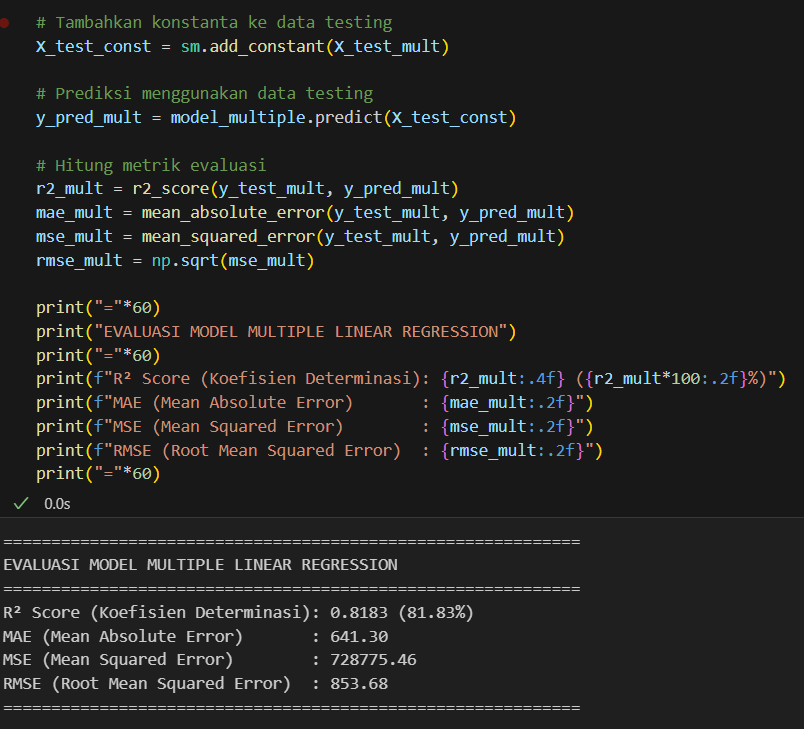 # Tambahkan konstanta ke data testing
X_test_const = sm.add_constant(X_test_mult)
# Prediksi menggunakan data testing
y_pred_mult = model_multiple.predict(X_test_const)
# Hitung metrik evaluasi
r2_mult = r2_score(y_test_mult, y_pred_mult)
mae_mult = mean_absolute_error(y_test_mult, y_pred_mult)
mse_mult = mean_squared_error(y_test_mult, y_pred_mult)
rmse_mult = np.sqrt(mse_mult)
print("="*60)
print("EVALUASI MODEL MULTIPLE LINEAR REGRESSION")
print("="*60)
print(f"R² Score (Koefisien Determinasi): {r2_mult:.4f} ({r2_mult*100:.2f}%)")
print(f"MAE (Mean Absolute Error)       : {mae_mult:.2f}")
print(f"MSE (Mean Squared Error)        : {mse_mult:.2f}")
print(f"RMSE (Root Mean Squared Error)  : {rmse_mult:.2f}")
print("="*60)
0.0s
============================================================
EVALUASI MODEL MULTIPLE LINEAR REGRESSION
============================================================
R² Score (Koefisien Determinasi): 0.8183 (81.83%)
MAE (Mean Absolute Error)       : 641.30
MSE (Mean Squared Error)        : 728775.46
RMSE (Root Mean Squared Error)  : 853.68
============================================================